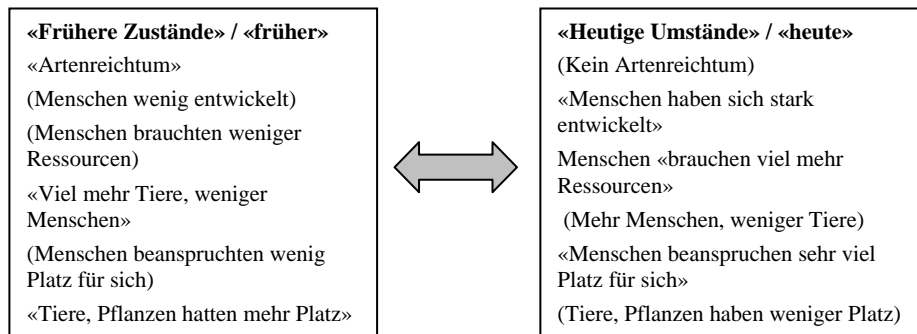 «Frühere Zustände» / «früher»
«Artenreichtum»
(Menschen wenig entwickelt)
(Menschen brauchten weniger
Ressourcen)
«Viel mehr Tiere, weniger
Menschen»
(Menschen beanspruchten wenig
Platz für sich)
«Tiere, Pflanzen hatten mehr Platz»
«Heutige Umstände» / «heute»
(Kein Artenreichtum)
«Menschen haben sich stark
entwickelt»
Menschen «brauchen viel mehr
Ressourcen»
(Mehr Menschen, weniger Tiere)
«Menschen beanspruchen sehr viel
Platz für sich»
(Tiere, Pflanzen haben weniger Platz)